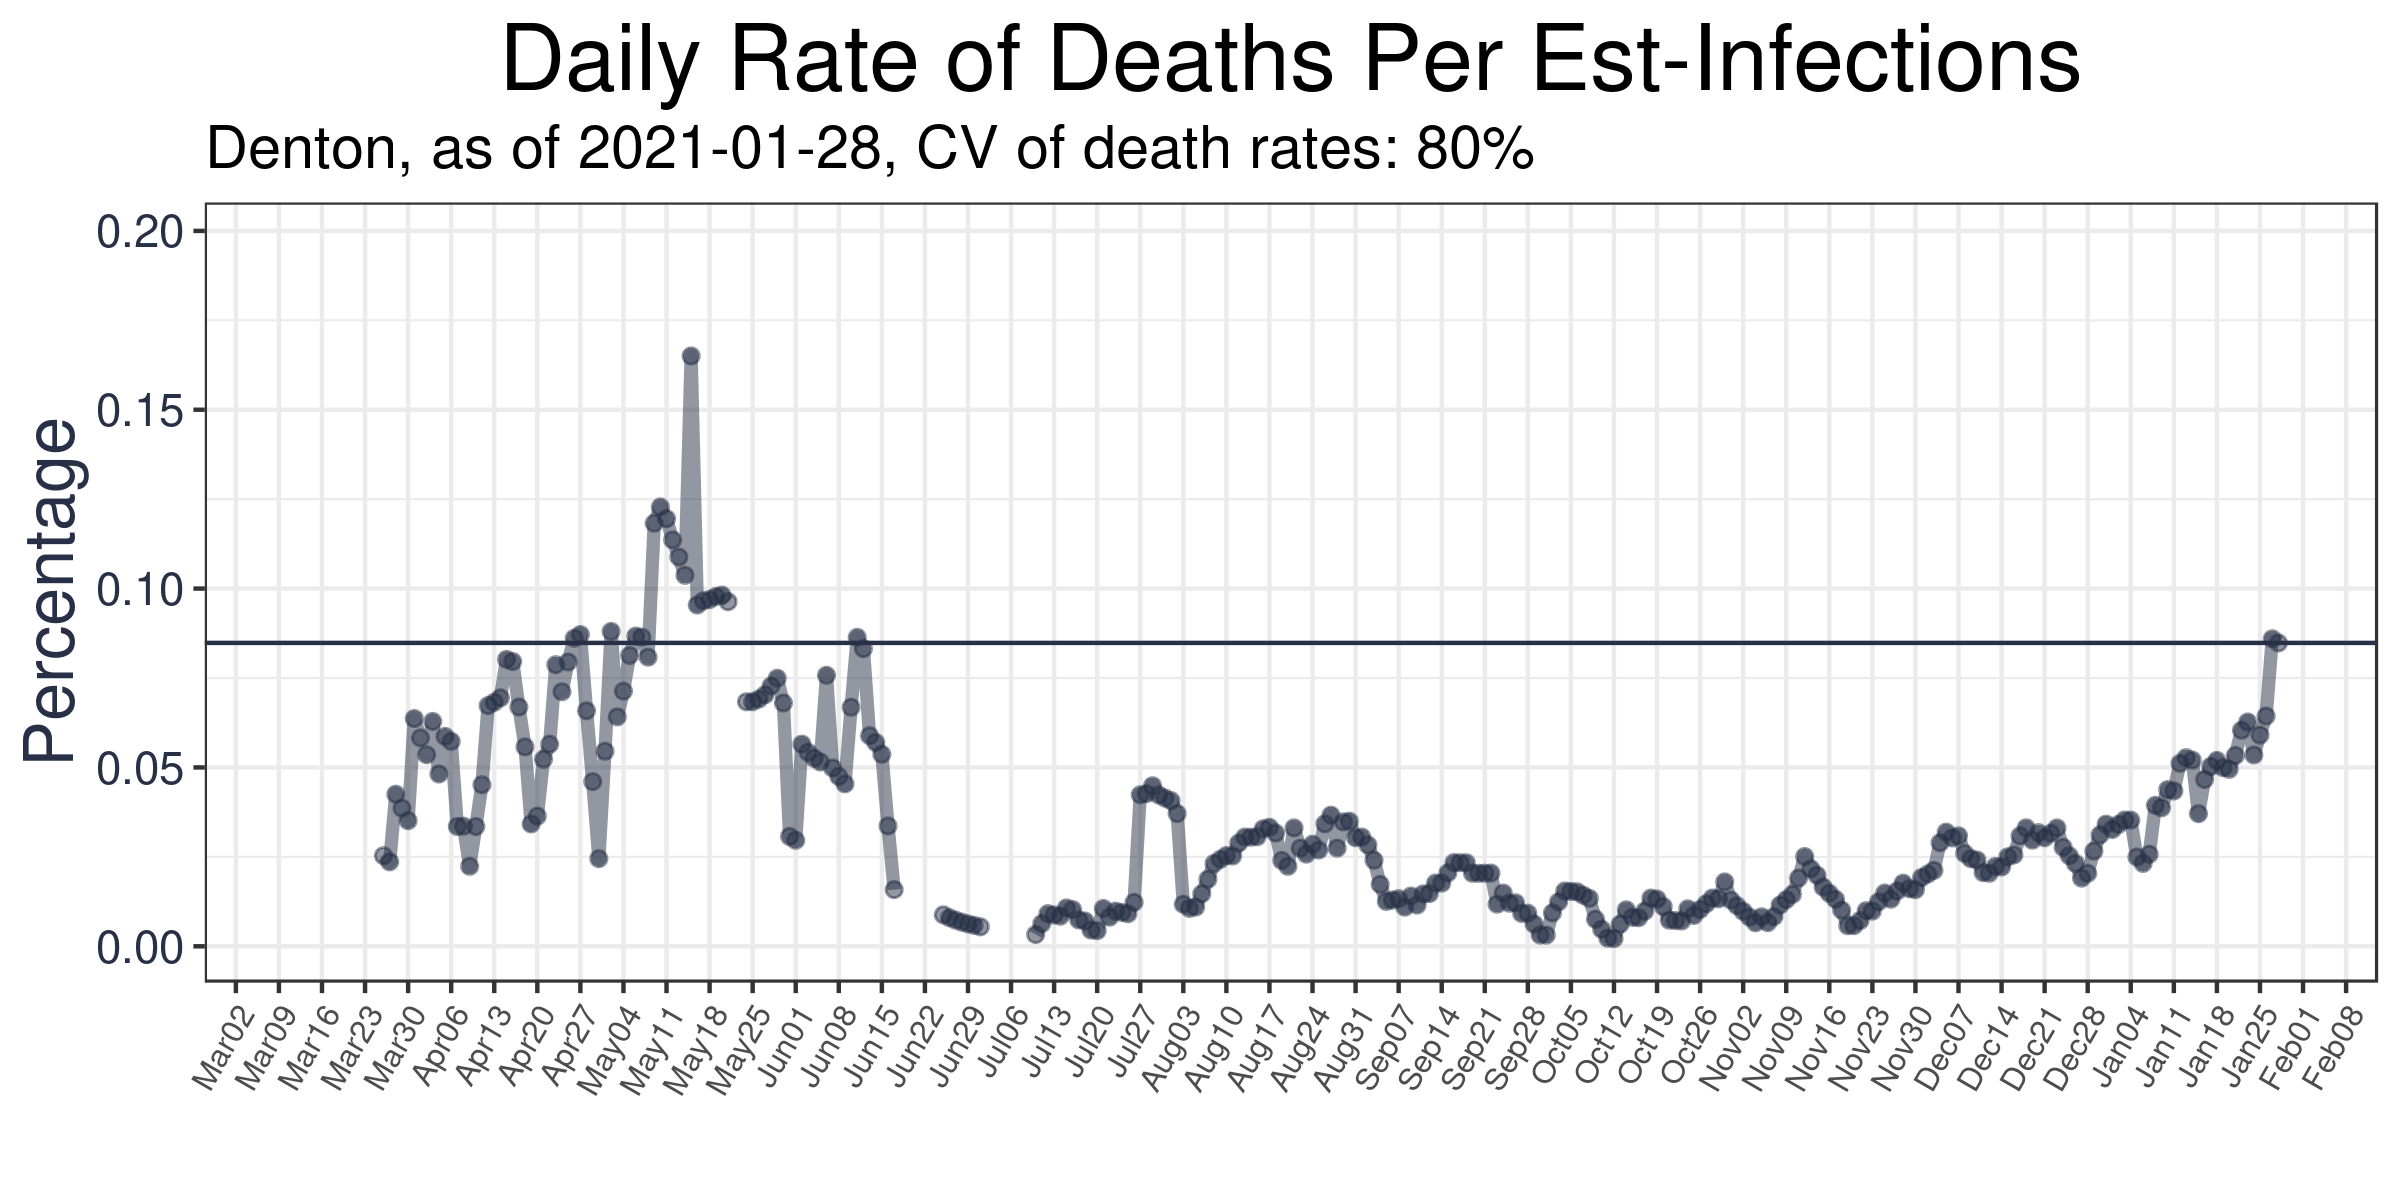 Daily Rate of Deaths Per Est-Infections
Denton, as of 2021-01-28, CV of death rates: 80%
Percentage
0.20
0.15
0.10
0.05
0.00
Mar02 Mar09 Mar16 Mar23 Mar30 Apr06 Apr13 Apr20 Apr27 May04 May11 May18 May25 Jun01 Jun08 Jun15 Jun22 Jun29 Jul06 Jul13 Jul20 Jul27 Aug03 Aug10 Aug17 Aug24 Aug31 Sep07 Sep14 Sep21 Sep28 Oct05 Oct12 Oct19 Oct26 Nov02 Nov09 Nov16 Nov23 Nov30 Dec07 Dec14 Dec21 Dec28 Jan04 Jan11 Jan18 Jan25 Feb01 Feb08